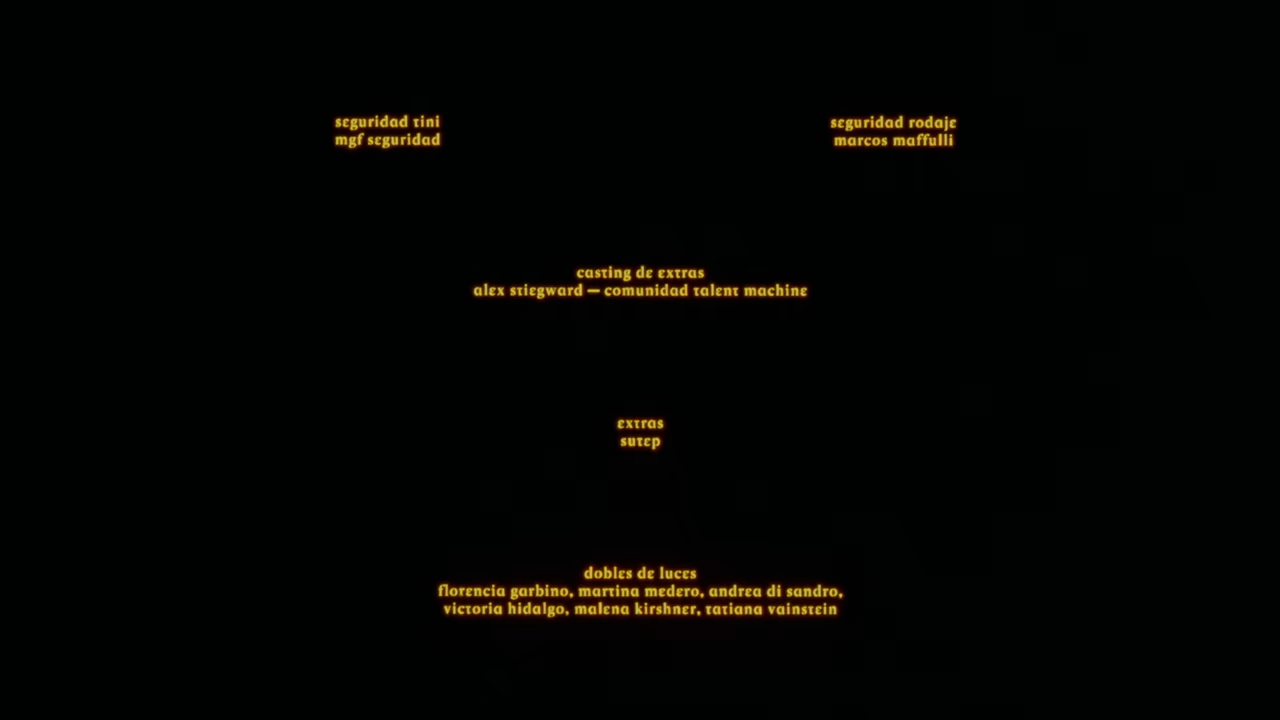 seguridad tini
mgf seguridad
seguridad rodaje
marcos maffulli
casting de extras
alex stiegward — comunidad talent machine
extras
sutep
dobles de luces
florencia garbino, martina medero, andrea di sandro,
victoria hidalgo, malena kirshner, tatiana vainstein